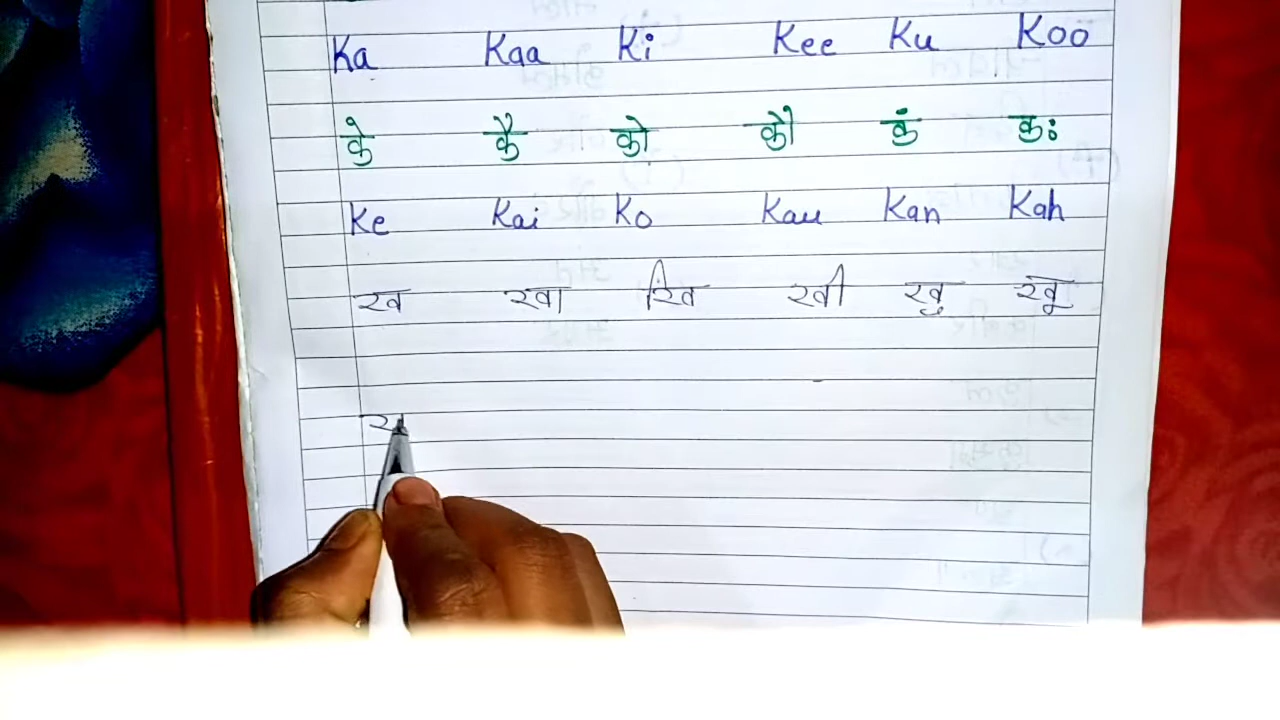 Ka Kaa Ki Kee Ku Koo
के कै को कौ कं कः
Ke Kai Ko Kau Kan Kah
ख खा खि खी खु खू